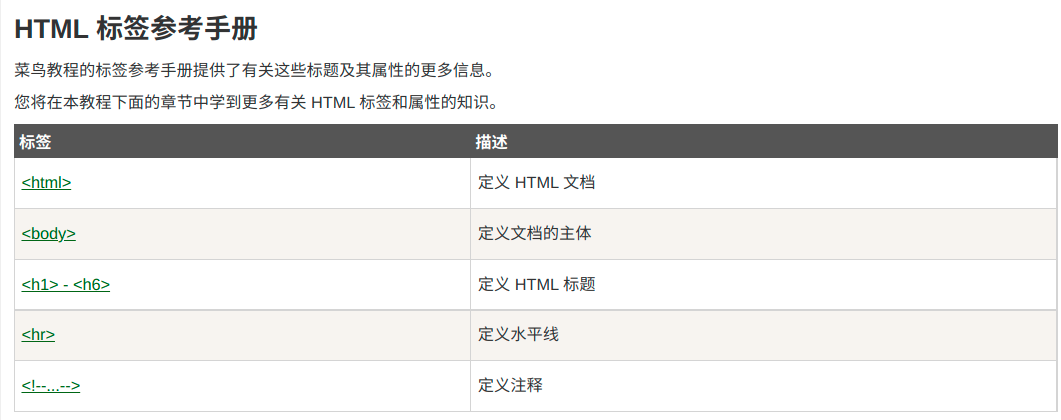 HTML 标签参考手册
菜鸟教程的标签参考手册提供了有关这些标题及其属性的更多信息。
您将在本教程下面的章节中学到更多有关 HTML 标签和属性的知识。
标签 描述
<html> 定义 HTML 文档
<body> 定义文档的主体
<h1> - <h6> 定义 HTML 标题
<hr> 定义水平线
<!--...--> 定义注释